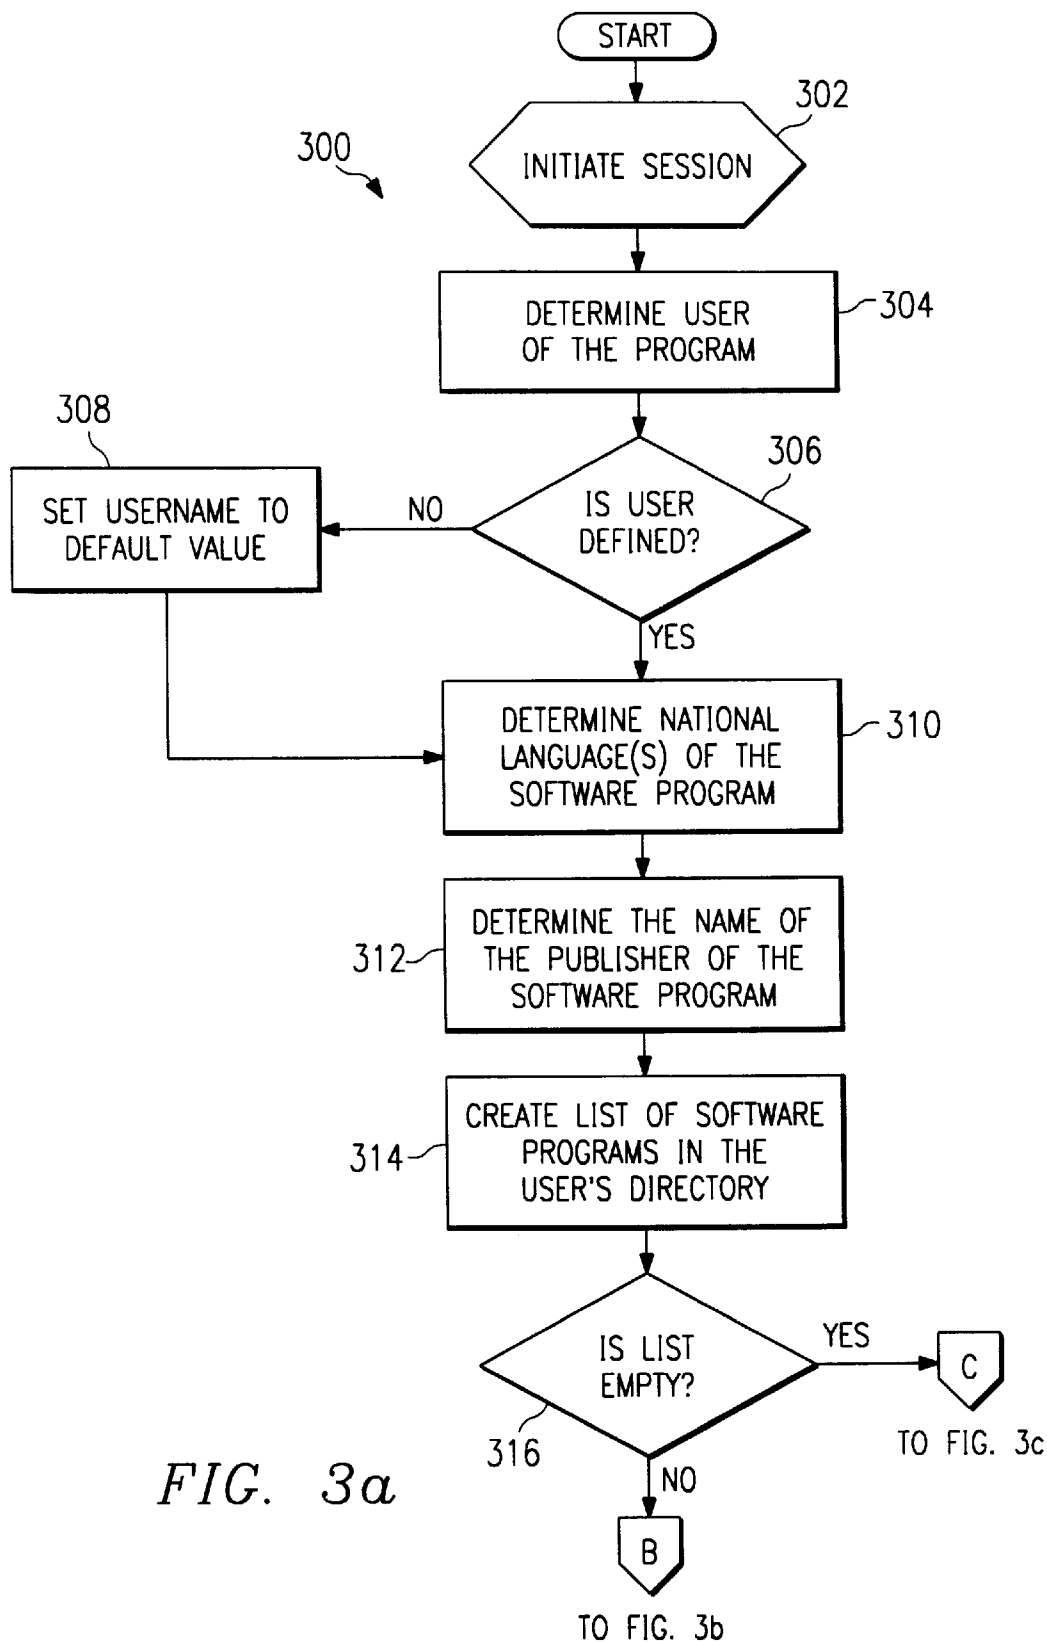 START
302
300
INITIATE SESSION
DETERMINE USER
OF THE PROGRAM
304
308
306
SET USERNAME TO
DEFAULT VALUE
NO
IS USER
DEFINED?
YES
DETERMINE NATIONAL
LANGUAGE(S) OF THE
SOFTWARE PROGRAM
310
DETERMINE THE NAME OF
THE PUBLISHER OF THE
SOFTWARE PROGRAM
312
CREATE LIST OF SOFTWARE
PROGRAMS IN THE
USER'S DIRECTORY
314
IS LIST
EMPTY?
YES
C
316
TO FIG. 3c
FIG. 3a
NO
B
TO FIG. 3b